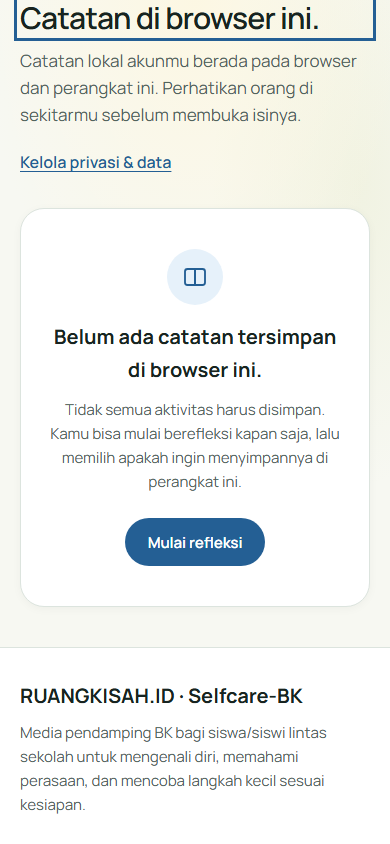 Catatan di browser ini.
Catatan lokal akunmu berada pada browser
dan perangkat ini. Perhatikan orang di
sekitarmu sebelum membuka isinya.
Kelola privasi & data
Belum ada catatan tersimpan
di browser ini.
Tidak semua aktivitas harus disimpan.
Kamu bisa mulai berefleksi kapan saja, lalu
memilih apakah ingin menyimpannya di
perangkat ini.
Mulai refleksi
RUANGKISAH.ID · Selfcare-BK
Media pendamping BK bagi siswa/siswi lintas
sekolah untuk mengenali diri, memahami
perasaan, dan mencoba langkah kecil sesuai
kesiapan.